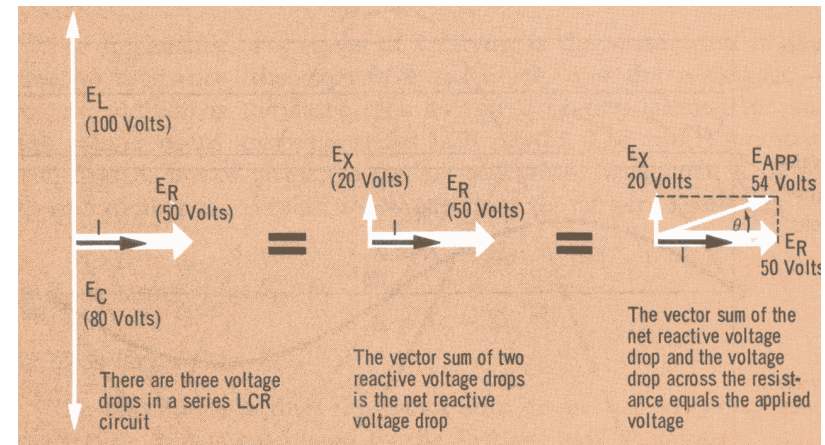 EL
(100 Volts)
ER
(50 Volts)
I
EC
(80 Volts)
There are three voltage
drops in a series LCR
circuit
=
EX
(20 Volts)
ER
(50 Volts)
I
The vector sum of two
reactive voltage drops
is the net reactive
voltage drop
=
EX
20 Volts
EAPP
54 Volts
θ
ER
50 Volts
I
The vector sum of the
net reactive voltage
drop and the voltage
drop across the resist-
ance equals the applied
voltage